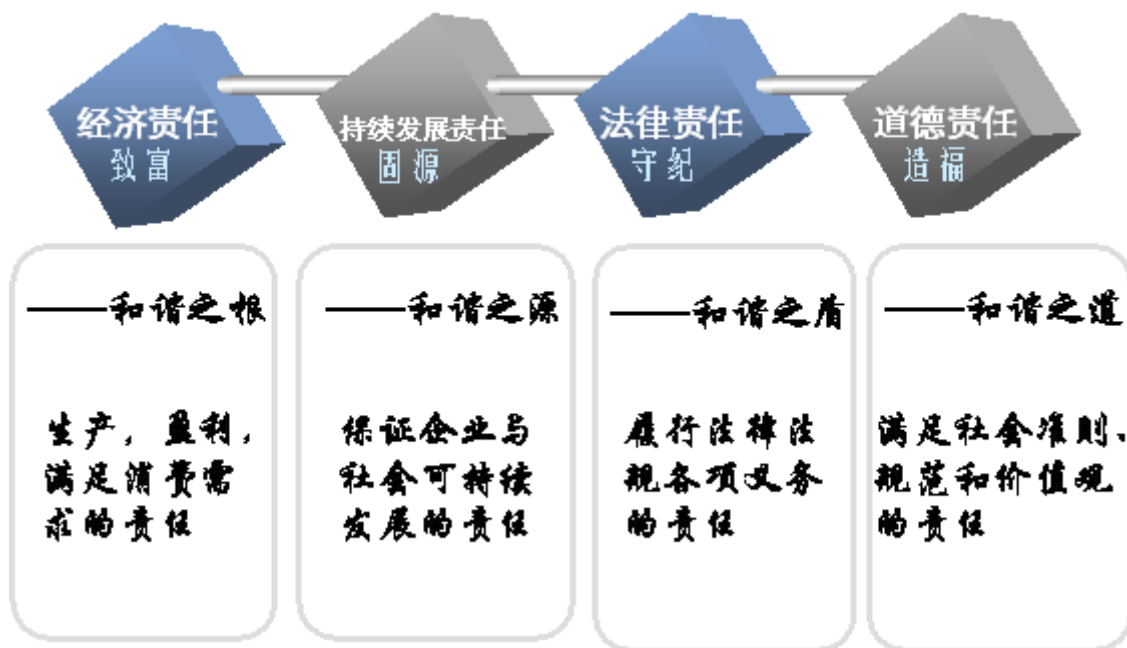 经济责任
致富
持续发展责任
固源
法律责任
守纪
道德责任
造福
——和谐之根
生产，盈利，
满足消费需
求的责任
——和谐之源
保证企业与
社会可持续
发展的责任
——和谐之盾
履行法律法
规各项义务
的责任
——和谐之道
满足社会准则、
规范和价值观
的责任